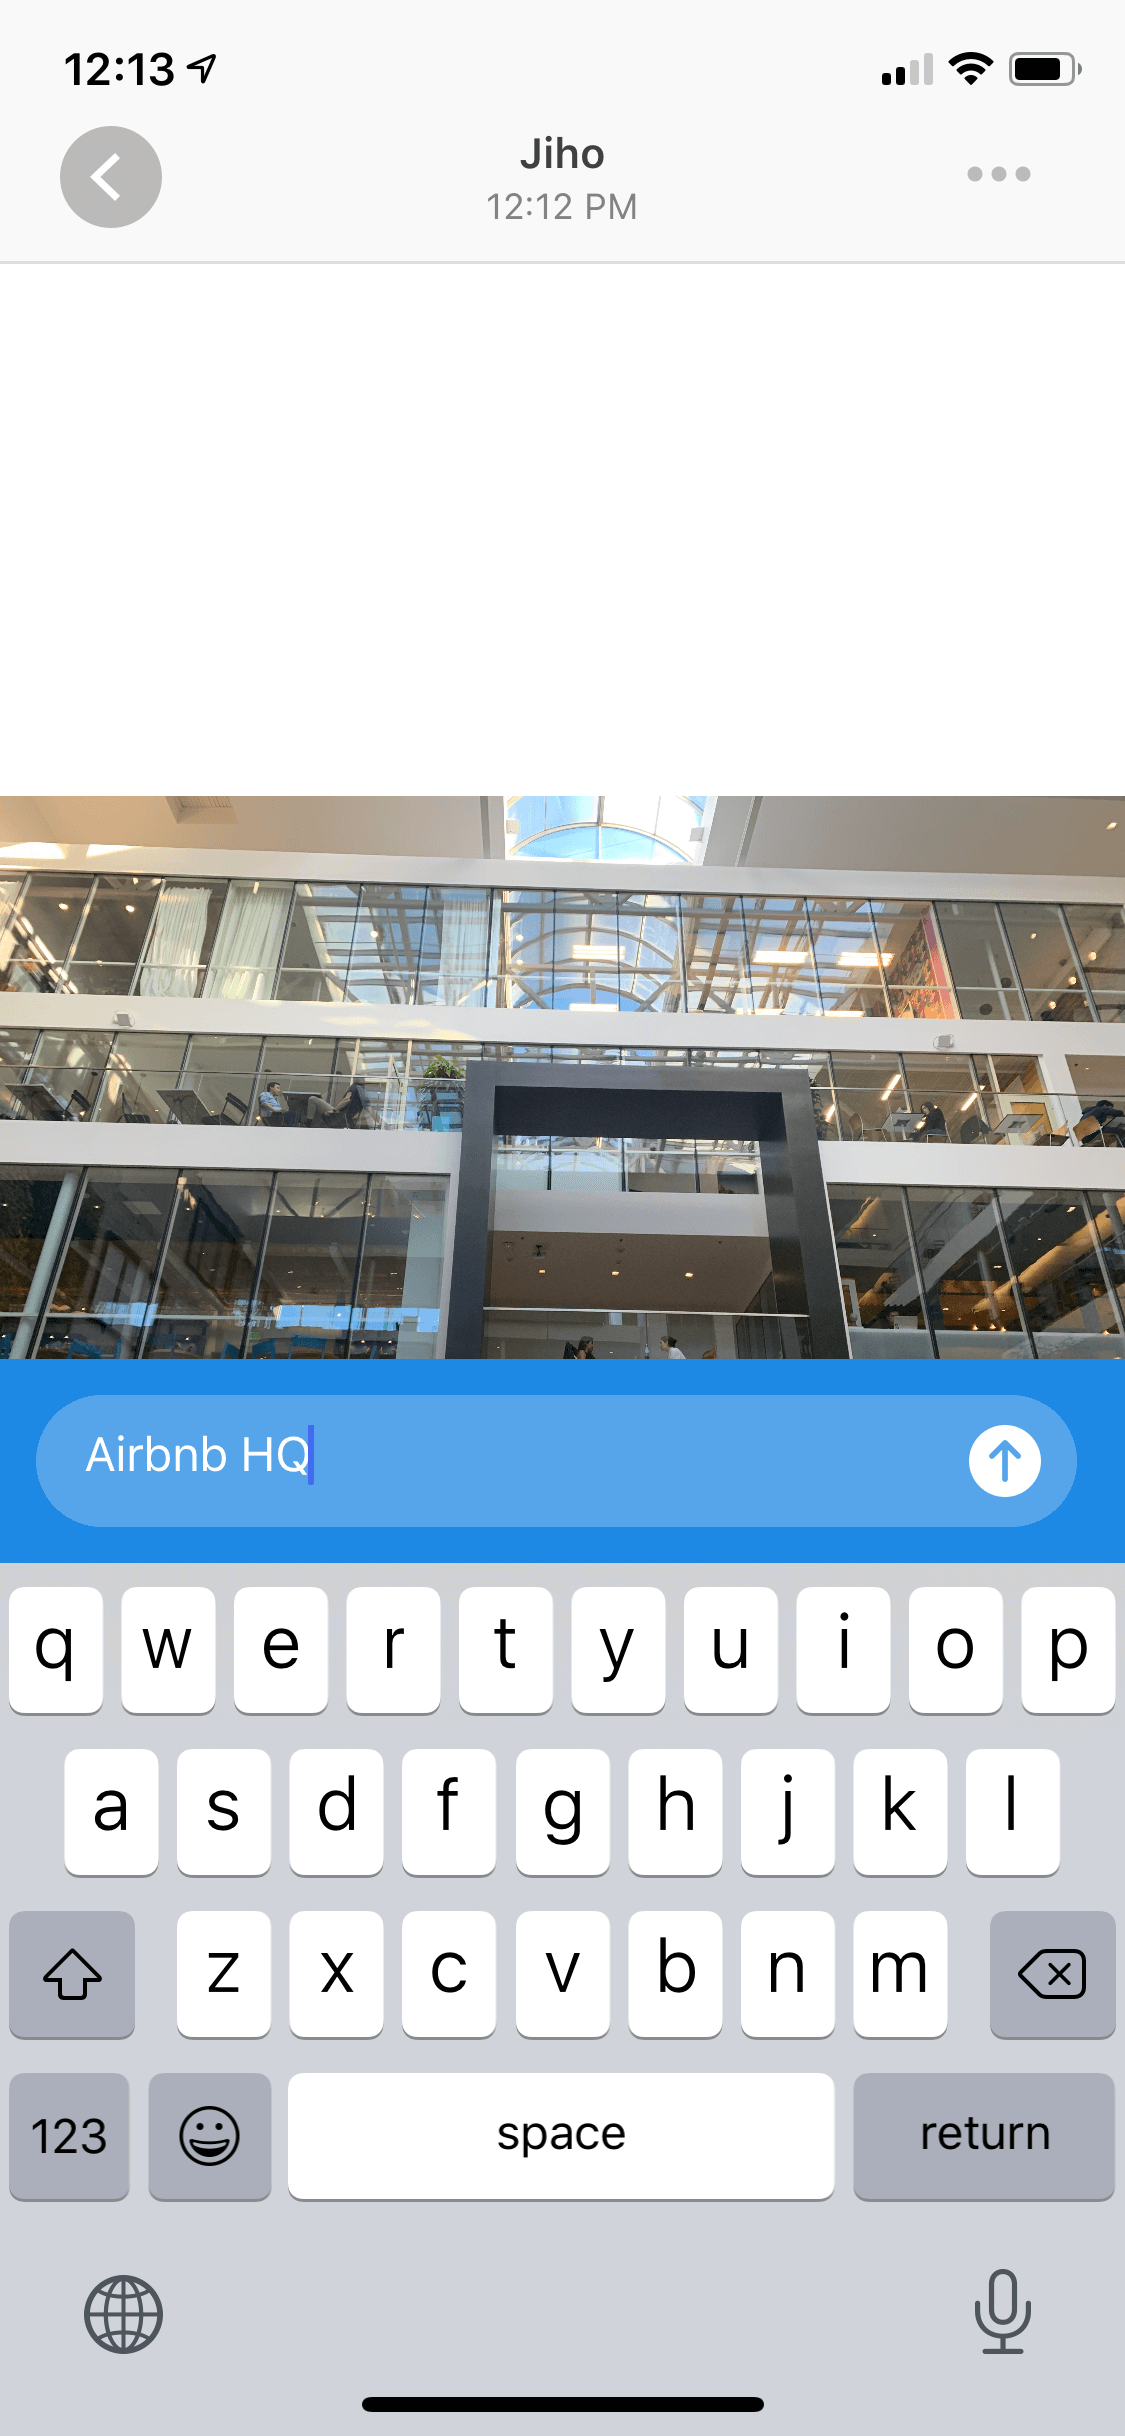 12:13
Jiho
12:12 PM
Airbnb HQ
q w e r t y u i o p
a s d f g h j k l
z x c v b n m
123 space return